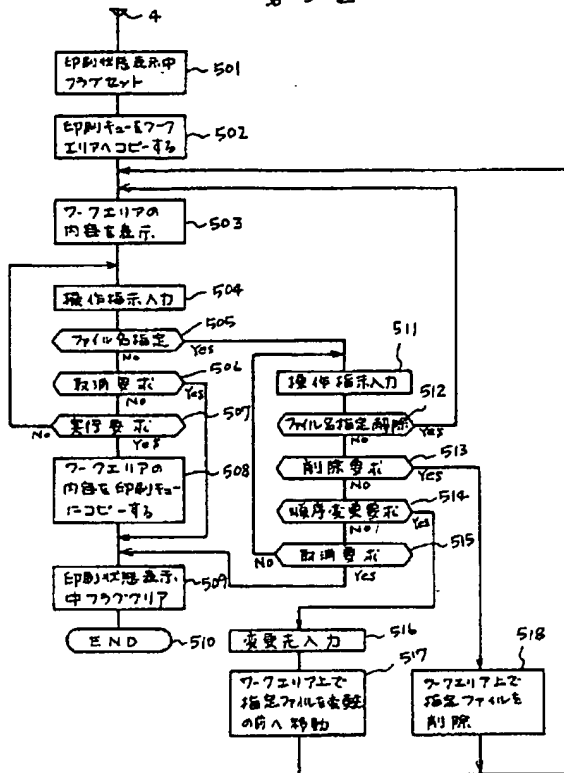 第5図
4
印刷状態表示中
フラグセット
501
印刷キューをワーク
エリアへコピーする
502
ワークエリアの
内容を表示
503
操作指示入力
504
ファイル名指定
505
No
Yes
取消要求
506
No
Yes
実行要求
507
No
Yes
ワークエリアの
内容を印刷キュー
にコピーする
508
印刷状態表示
中フラグクリア
509
END
510
511
操作指示入力
512
ファイル名指定解除
No
Yes
513
削除要求
No
Yes
514
順序変更要求
No
Yes
515
取消要求
No
Yes
変更先入力
516
517
ワークエリア上で
指定ファイルを変更先
の前へ移動
518
ワークエリア上で
指定ファイルを
削除